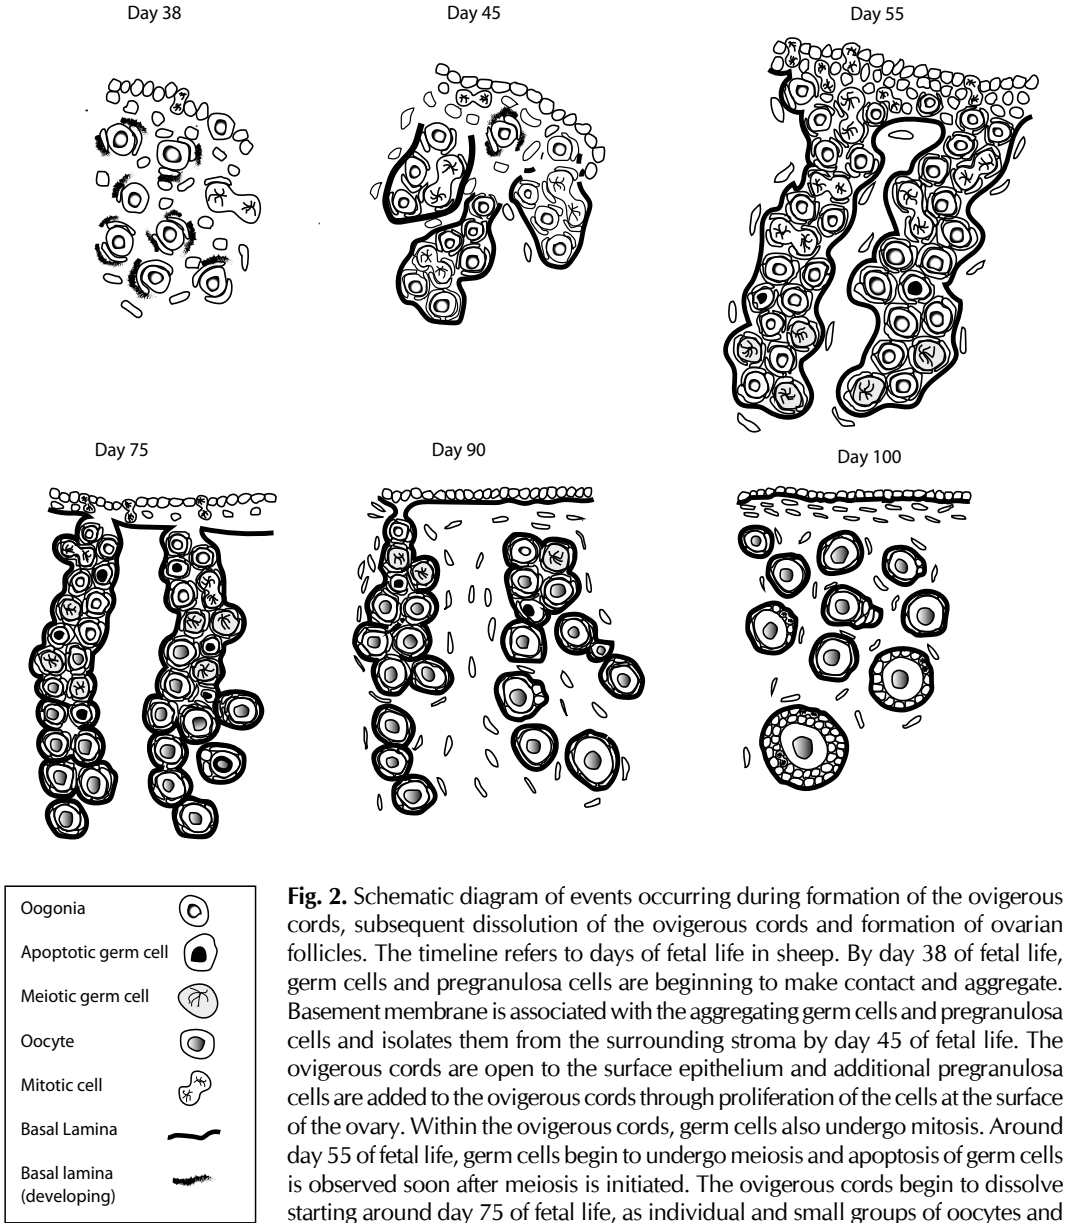 Day 38
Day 45
Day 55
Day 75
Day 90
Day 100
Oogonia
Apoptotic germ cell
Meiotic germ cell
Oocyte
Mitotic cell
Basal Lamina
Basal lamina
(developing)
Fig. 2. Schematic diagram of events occurring during formation of the ovigerous
cords, subsequent dissolution of the ovigerous cords and formation of ovarian
follicles. The timeline refers to days of fetal life in sheep. By day 38 of fetal life,
germ cells and pregranulosa cells are beginning to make contact and aggregate.
Basement membrane is associated with the aggregating germ cells and pregranulosa
cells and isolates them from the surrounding stroma by day 45 of fetal life. The
ovigerous cords are open to the surface epithelium and additional pregranulosa
cells are added to the ovigerous cords through proliferation of the cells at the surface
of the ovary. Within the ovigerous cords, germ cells also undergo mitosis. Around
day 55 of fetal life, germ cells begin to undergo meiosis and apoptosis of germ cells
is observed soon after meiosis is initiated. The ovigerous cords begin to dissolve
starting around day 75 of fetal life, as individual and small groups of oocytes and